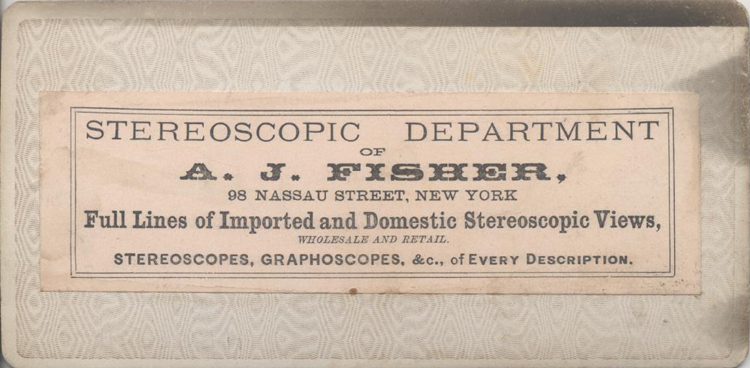 STEREOSCOPIC DEPARTMENT
OF
A. J. FISHER,
98 NASSAU STREET, NEW YORK
Full Lines of Imported and Domestic Stereoscopic Views,
WHOLESALE AND RETAIL.
STEREOSCOPES, GRAPHOSCOPES, &c., of EVERY DESCRIPTION.